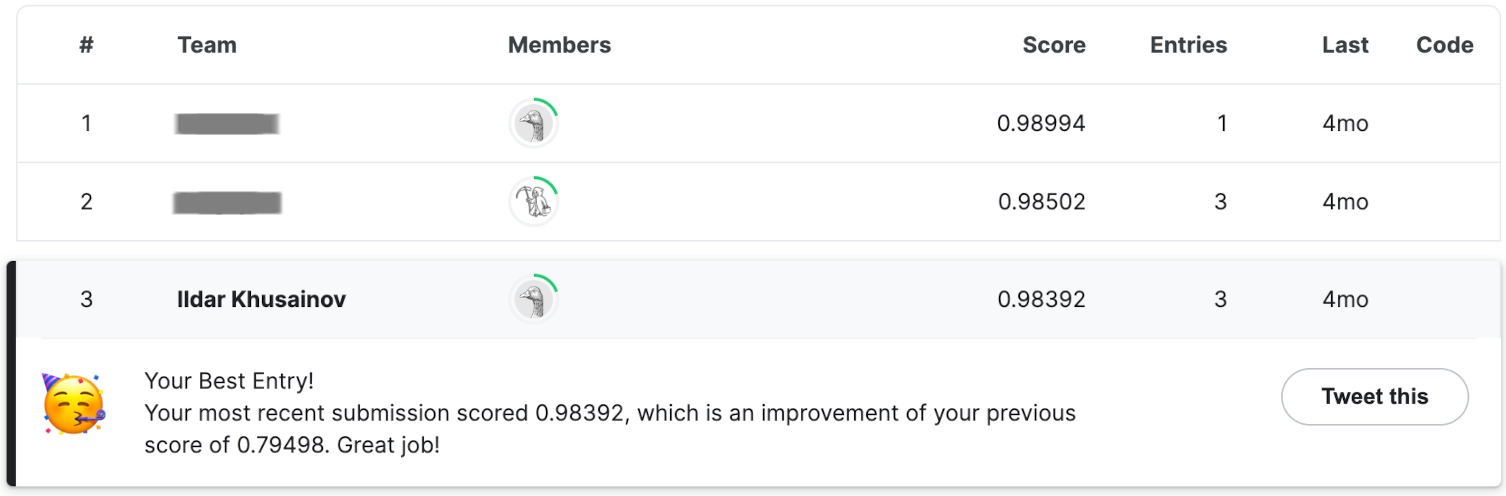 # Team Members Score Entries Last Code
1 0.98994 1 4mo
2 0.98502 3 4mo
3 Ildar Khusainov 0.98392 3 4mo
Your Best Entry!
Your most recent submission scored 0.98392, which is an improvement of your previous
score of 0.79498. Great job!
Tweet this